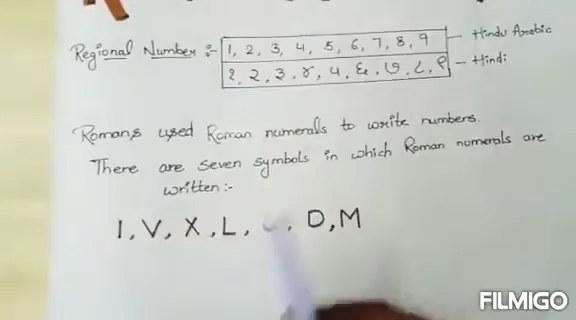 Regional Number :- 1, 2, 3, 4, 5, 6, 7, 8, 9 — Hindu Arabic
१, २, ३, ४, ५, ६, ७, ८, ९ — Hindi
Romans used Roman numerals to write numbers.
There are seven symbols in which Roman numerals are
written :-
I, V, X, L, , D, M
FILMIGO